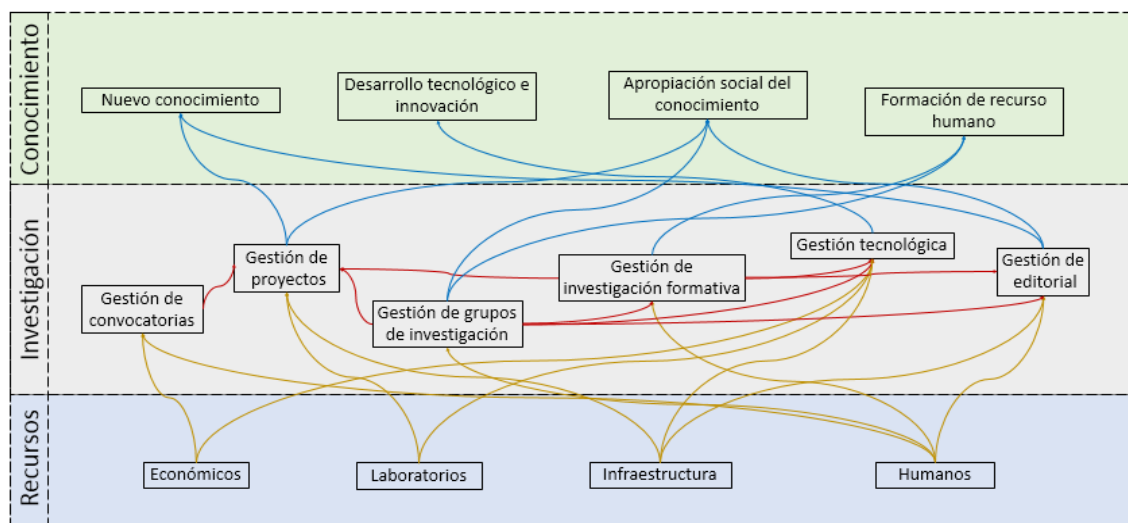 Conocimiento
Nuevo conocimiento
Desarrollo tecnológico e
innovación
Apropiación social del
conocimiento
Formación de recurso
humano
Investigación
Gestión de
convocatorias
Gestión de
proyectos
Gestión de grupos
de investigación
Gestión de
investigación formativa
Gestión tecnológica
Gestión de
editorial
Recursos
Económicos
Laboratorios
Infraestructura
Humanos